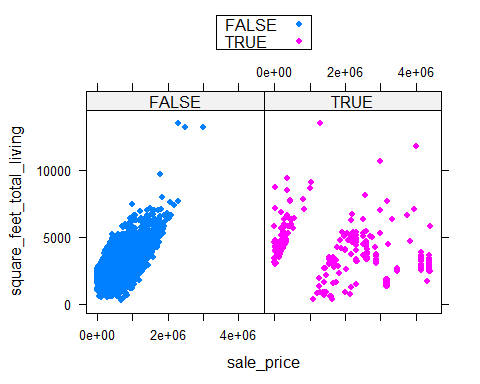 FALSE
TRUE
0e+00 2e+06 4e+06
FALSE TRUE
square_feet_total_living
10000
5000
0
0e+00 2e+06 4e+06
sale_price